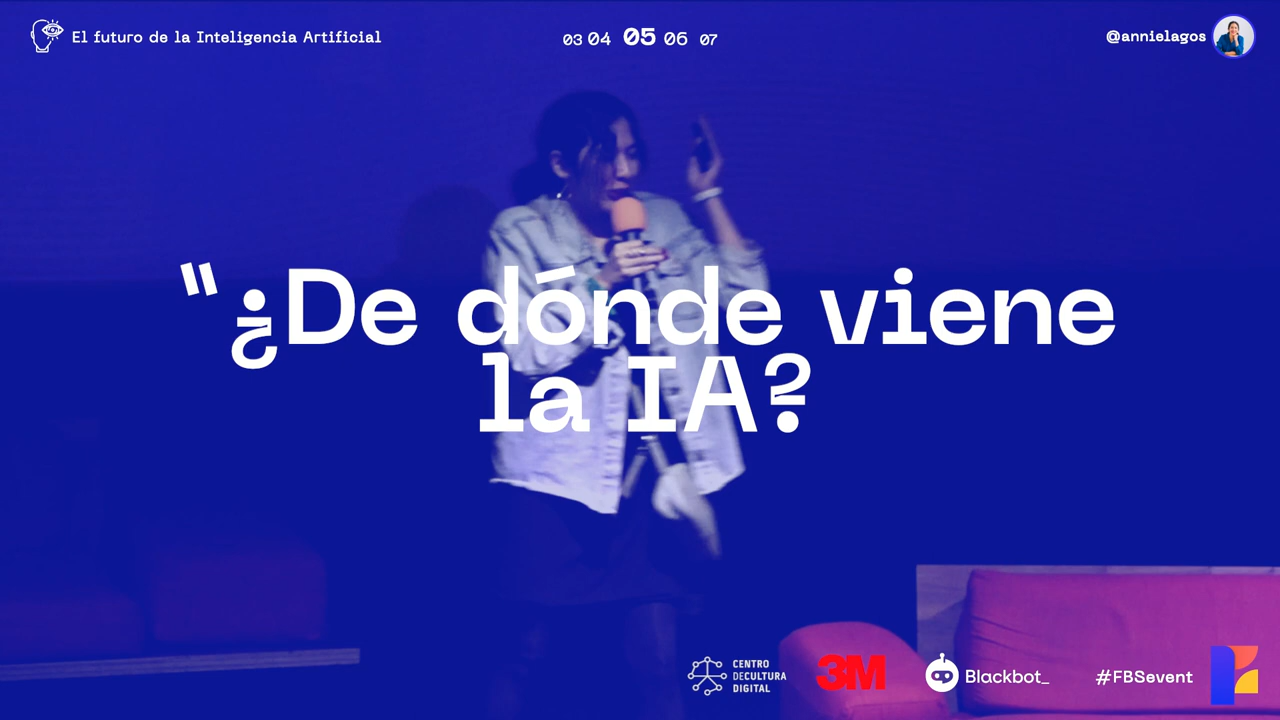 El futuro de la Inteligencia Artificial
03 04 05 06 07
@annielagos
"¿De dónde viene
la IA?
CENTRO
DECULTURA
DIGITAL
3M
Blackbot_
#FBSevent